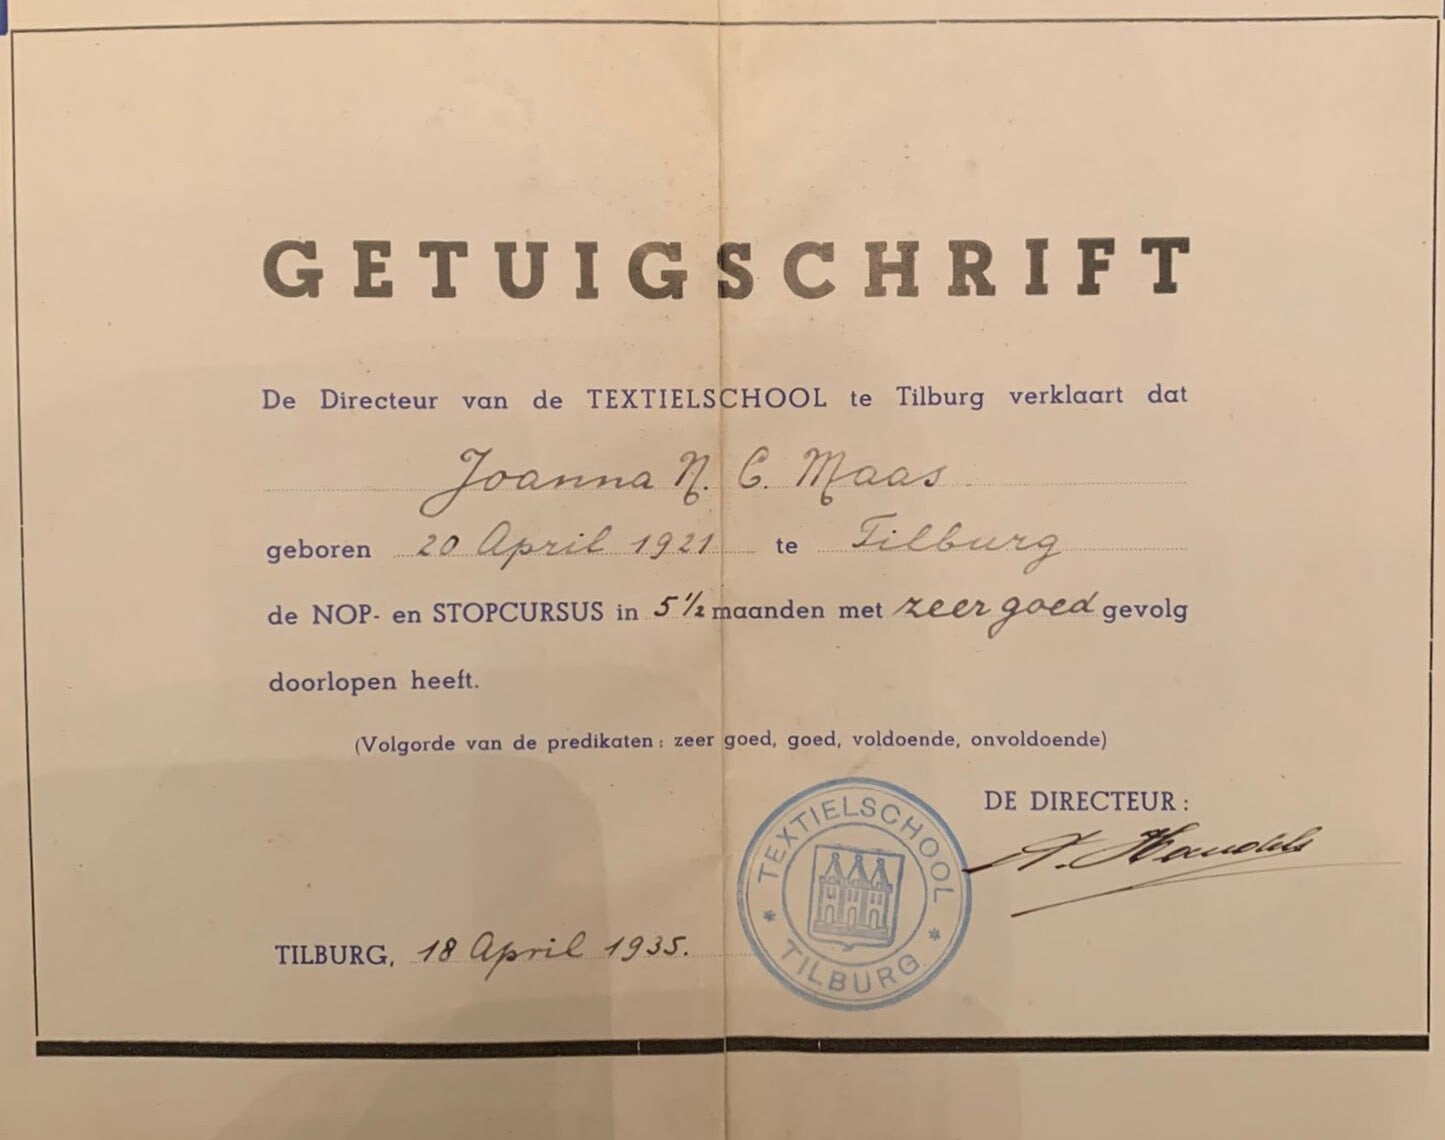 GETUIGSCHRIFT
De Directeur van de TEXTIELSCHOOL te Tilburg verklaart dat
Joanna N. C. Maas
geboren 20 April 1921 te Tilburg
de NOP- en STOPCURSUS in 5½ maanden met zeer goed gevolg
doorlopen heeft.
(Volgorde van de predikaten: zeer goed, goed, voldoende, onvoldoende)
DE DIRECTEUR:
TEXTIELSCHOOL
* TILBURG *
TILBURG, 18 April 1935.